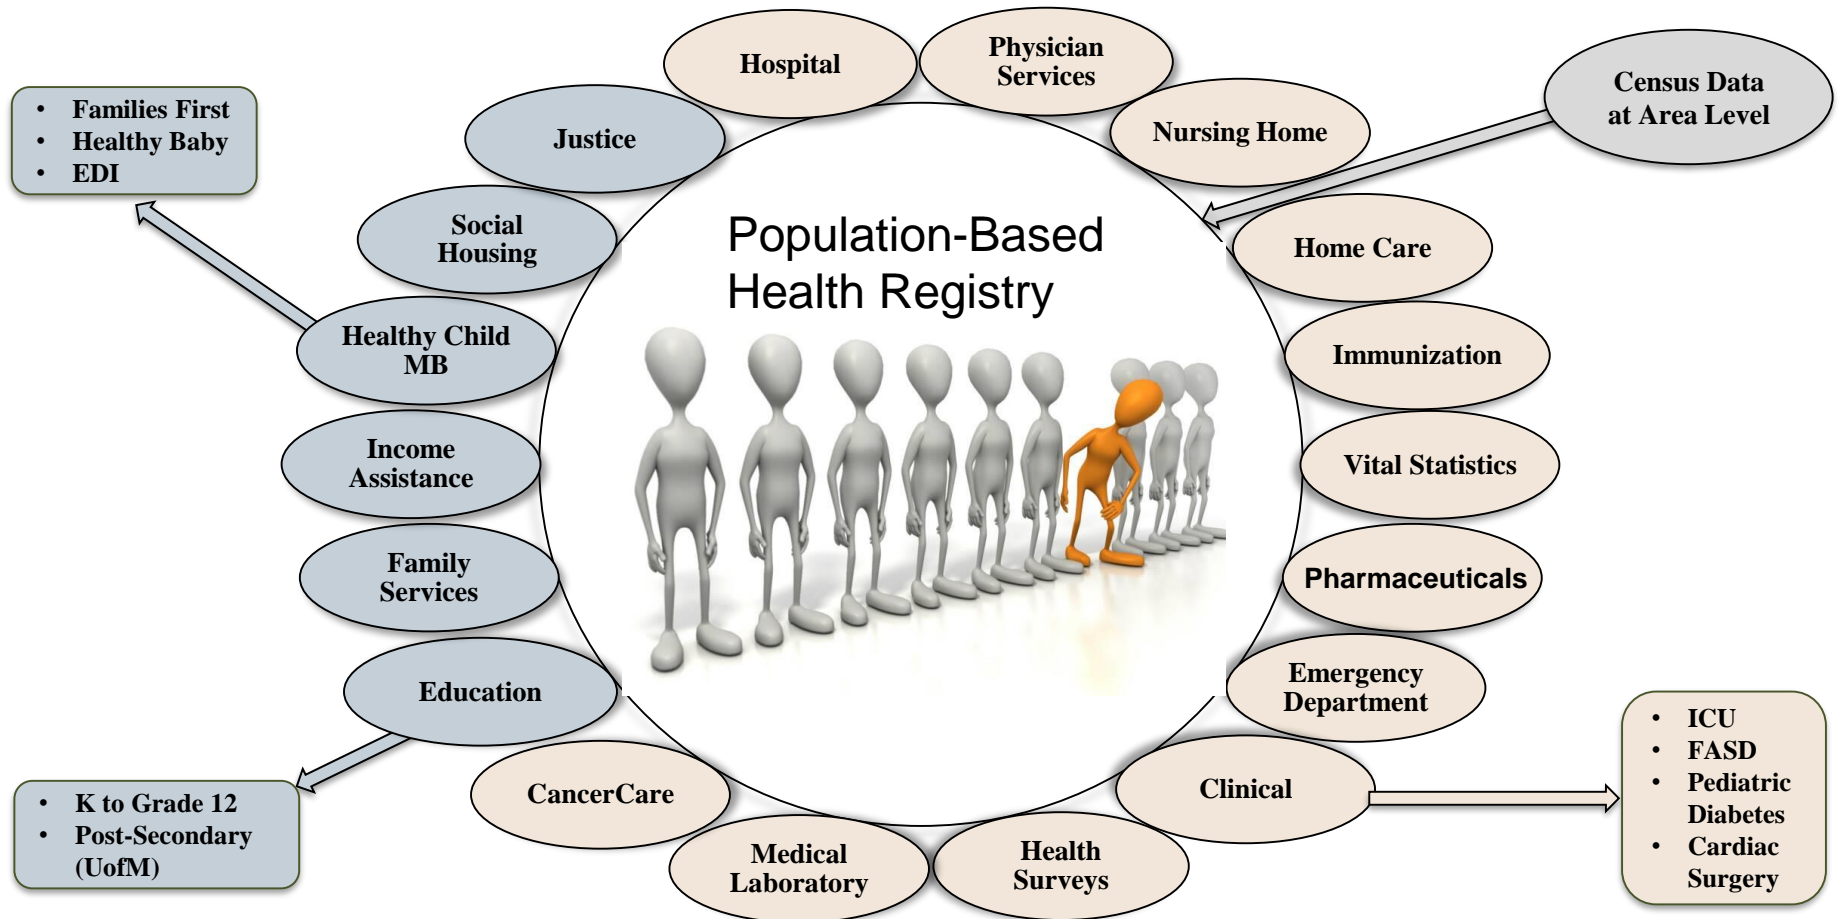 Population-Based
Health Registry
Hospital
Physician
Services
Nursing Home
Census Data
at Area Level
Home Care
Immunization
Vital Statistics
Pharmaceuticals
Emergency
Department
Clinical
• ICU
• FASD
• Pediatric
Diabetes
• Cardiac
Surgery
Health
Surveys
Medical
Laboratory
CancerCare
Education
• K to Grade 12
• Post-Secondary
(UofM)
Family
Services
Income
Assistance
Healthy Child
MB
• Families First
• Healthy Baby
• EDI
Social
Housing
Justice